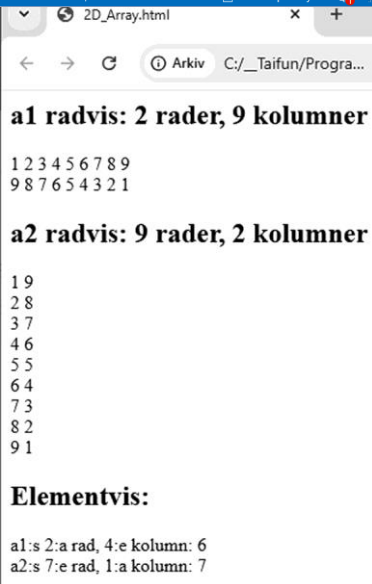 2D_Array.html
Arkiv C:/__Taifun/Progra...
a1 radvis: 2 rader, 9 kolumner
1 2 3 4 5 6 7 8 9
9 8 7 6 5 4 3 2 1
a2 radvis: 9 rader, 2 kolumner
1 9
2 8
3 7
4 6
5 5
6 4
7 3
8 2
9 1
Elementvis:
a1:s 2:a rad, 4:e kolumn: 6
a2:s 7:e rad, 1:a kolumn: 7